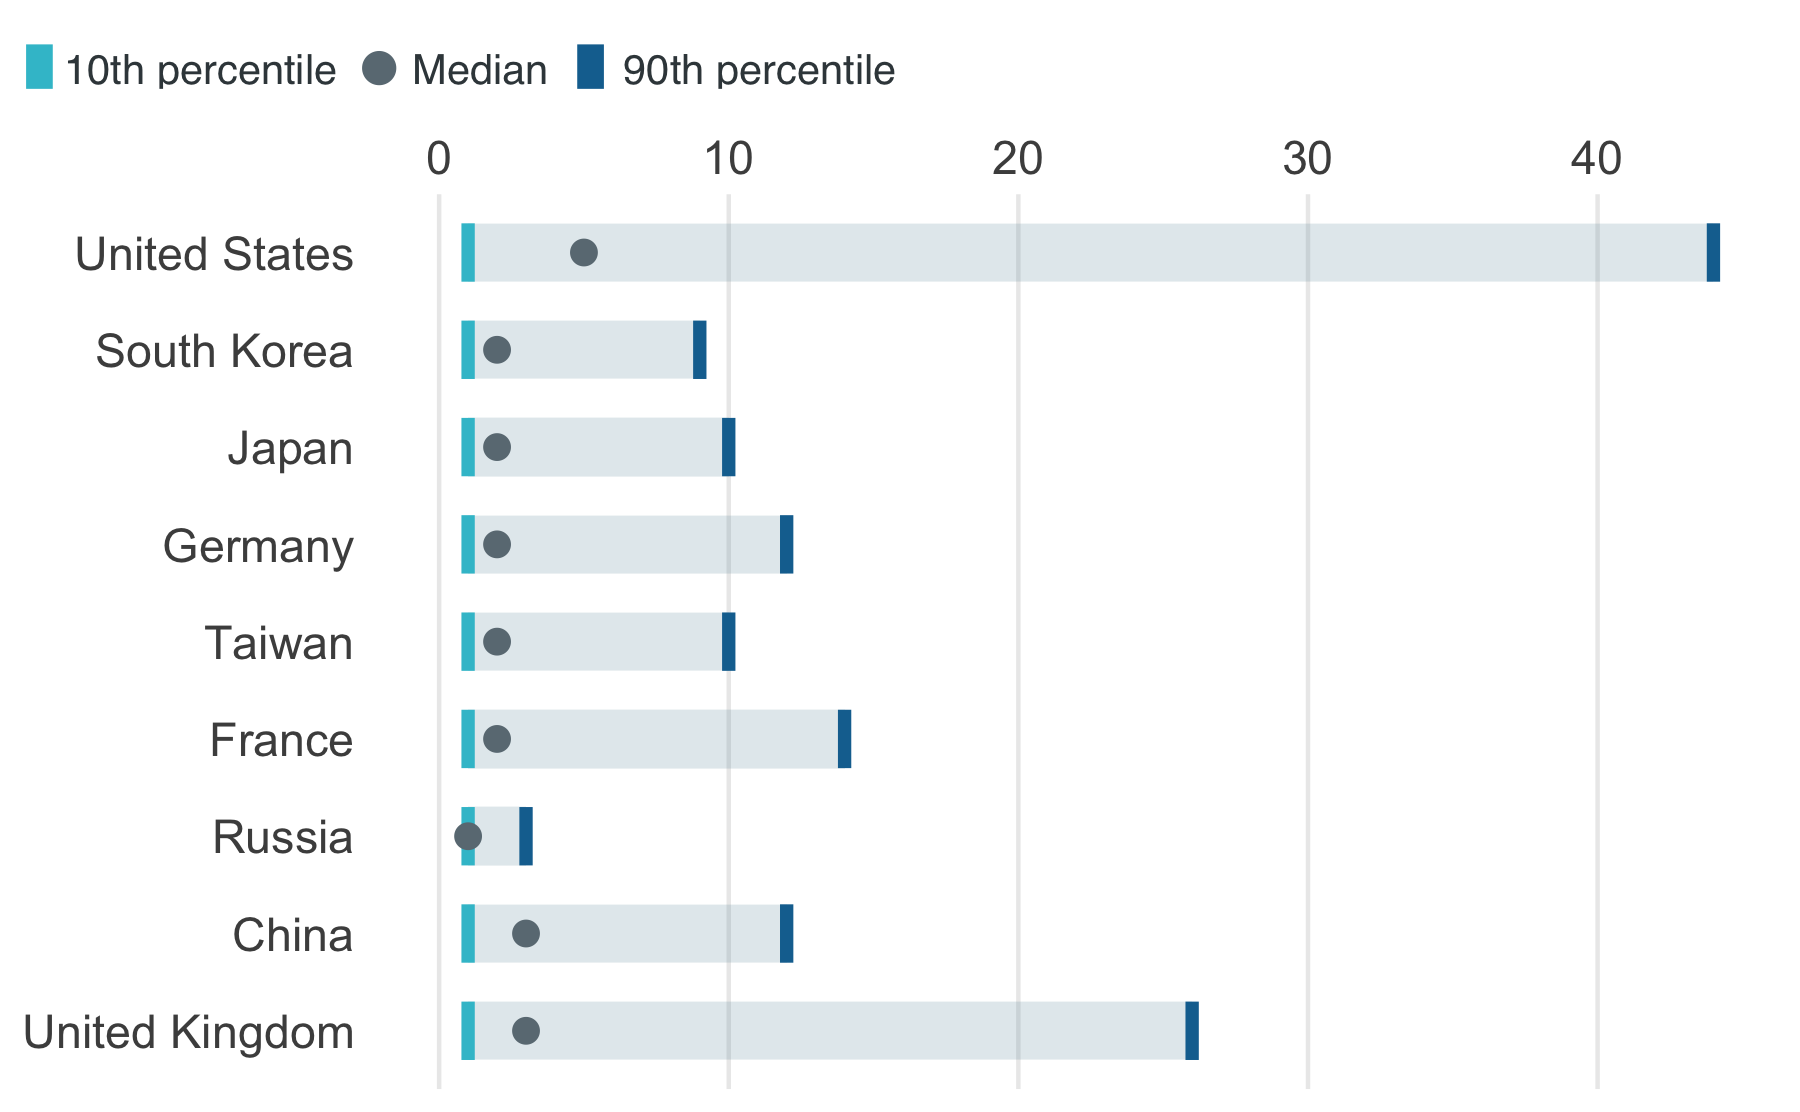 10th percentile Median 90th percentile
0 10 20 30 40
United States
South Korea
Japan
Germany
Taiwan
France
Russia
China
United Kingdom